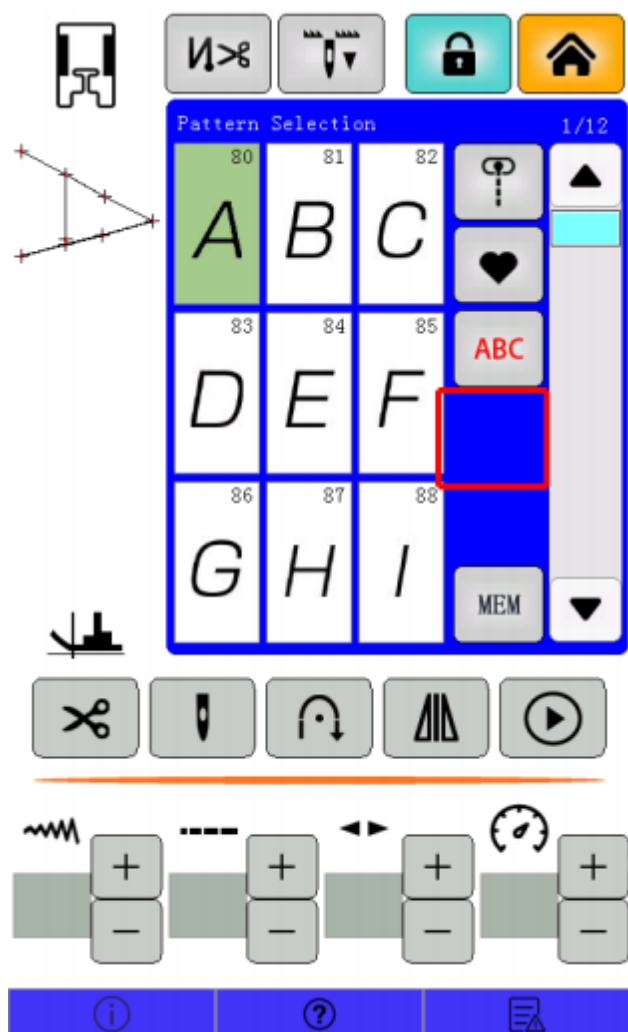 Pattern Selection 1/12
80 81 82
A B C
83 84 85
ABC
D E F
86 87 88
G H I
MEM